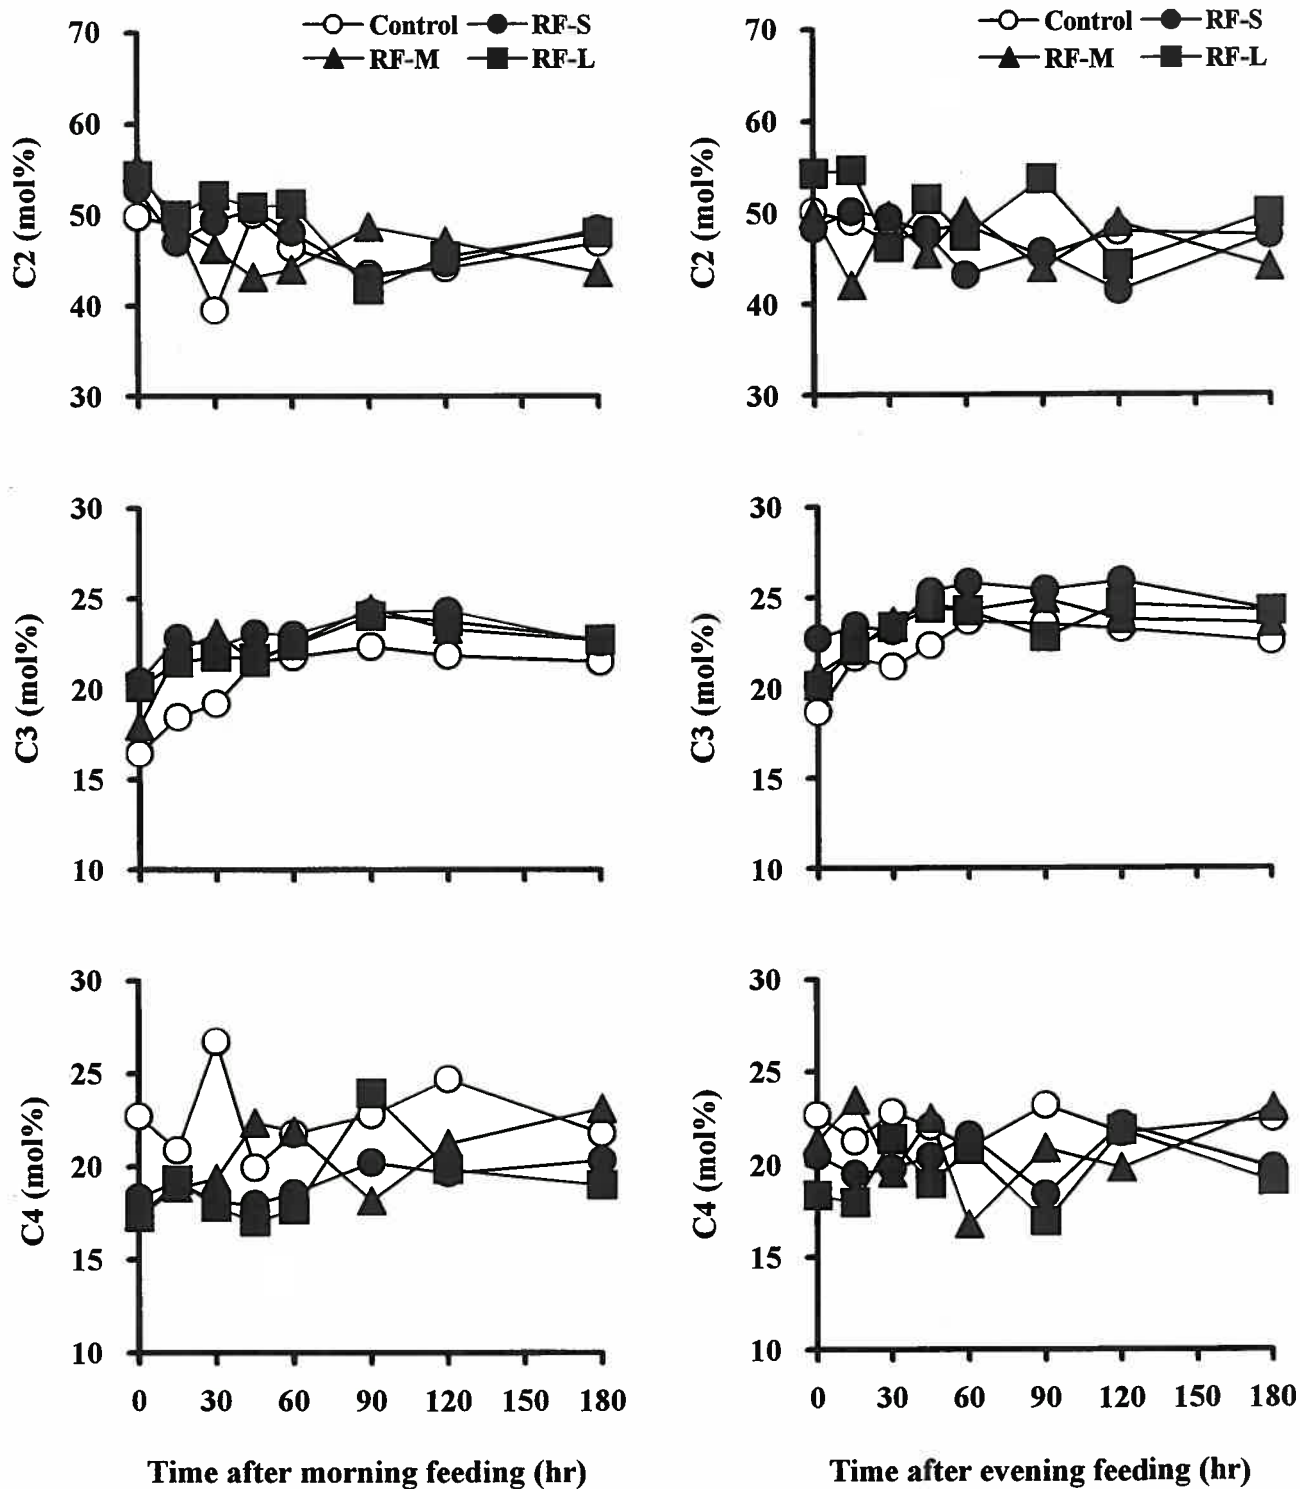 Control RF-S
RF-M RF-L
70
60
50
40
30
C2 (mol%)
Control RF-S
RF-M RF-L
70
60
50
40
30
C2 (mol%)
30
25
20
15
10
C3 (mol%)
30
25
20
15
10
C3 (mol%)
30
25
20
15
10
C4 (mol%)
0 30 60 90 120 150 180
Time after morning feeding (hr)
30
25
20
15
10
C4 (mol%)
0 30 60 90 120 150 180
Time after evening feeding (hr)